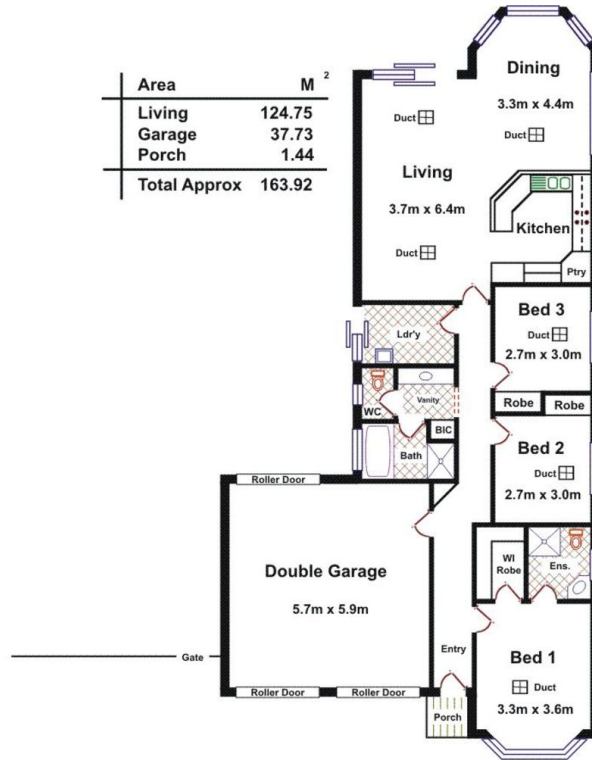 Area M 2
Living 124.75
Garage 37.73
Porch 1.44
Total Approx 163.92
Dining
3.3m x 4.4m
Duct
Duct
Living
3.7m x 6.4m
Kitchen
Duct
Ptry
Bed 3
Duct
2.7m x 3.0m
Ldr'y
Robe
Robe
WC
Vanity
BIC
Bath
Bed 2
Duct
2.7m x 3.0m
Roller Door
WI
Robe
Ens.
Double Garage
5.7m x 5.9m
Entry
Gate
Bed 1
Duct
3.3m x 3.6m
Roller Door
Roller Door
Porch